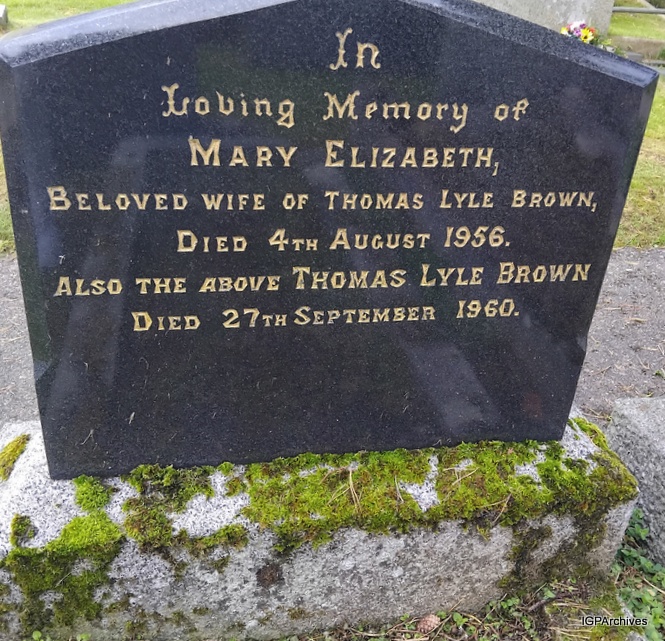 In
Loving Memory of
MARY ELIZABETH,
BELOVED WIFE OF THOMAS LYLE BROWN,
DIED 4TH AUGUST 1956.
ALSO THE ABOVE THOMAS LYLE BROWN
DIED 27TH SEPTEMBER 1960.
IGPArchives